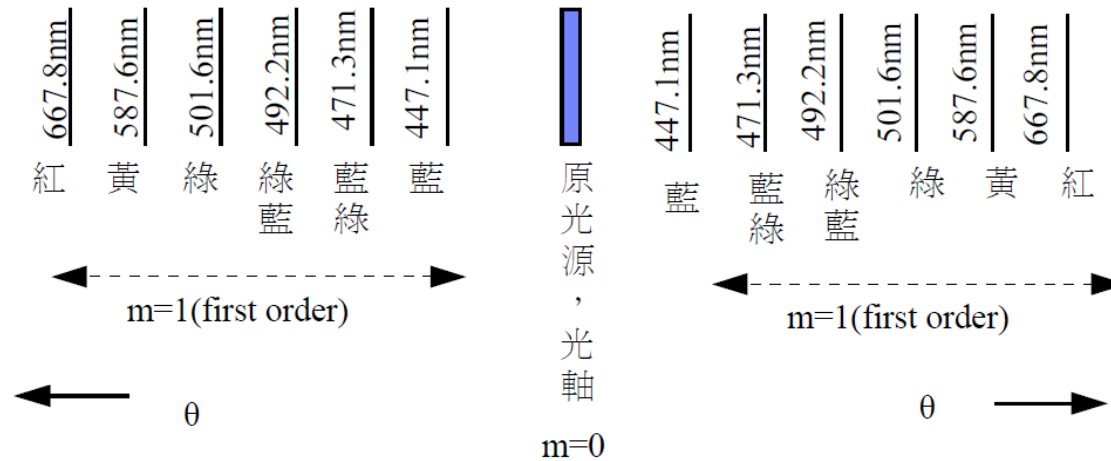 667.8nm
587.6nm
501.6nm
492.2nm
471.3nm
447.1nm
紅
黃
綠
綠藍
藍綠
藍
m=1(first order)
θ
原光源，光軸
m=0
447.1nm
471.3nm
492.2nm
501.6nm
587.6nm
667.8nm
藍
藍綠
綠藍
綠
黃
紅
m=1(first order)
θ